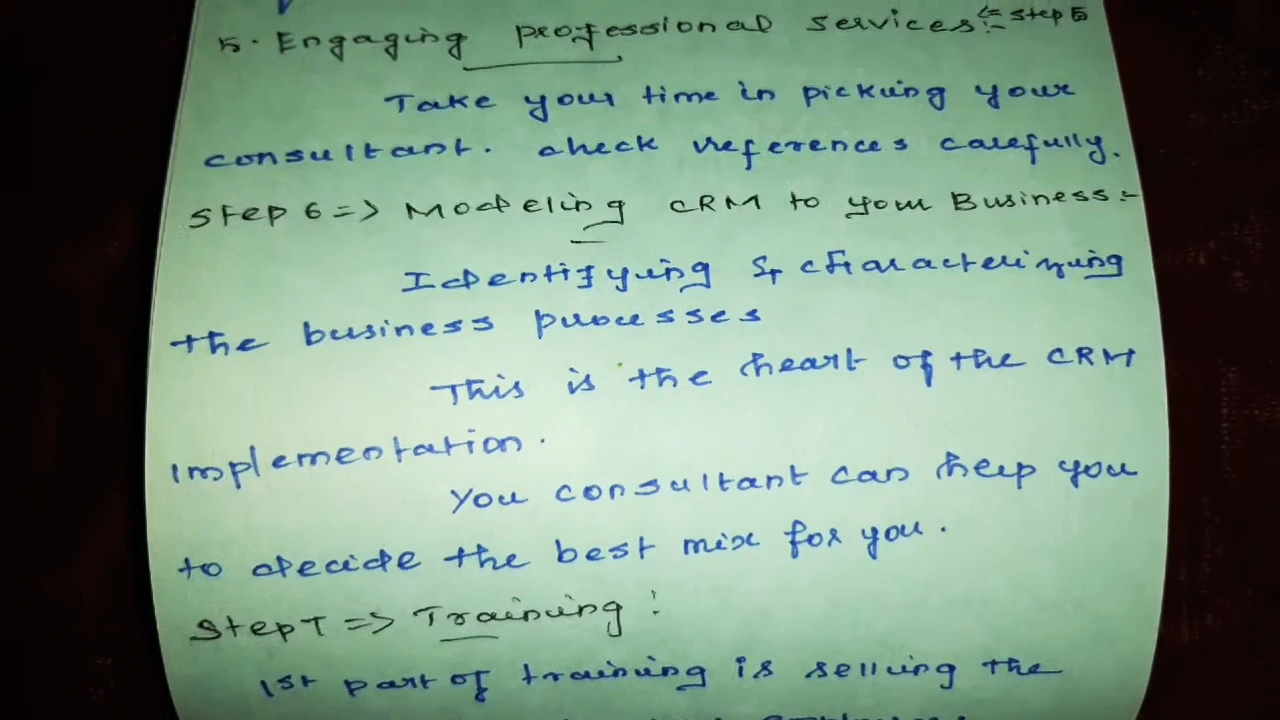 5. Engaging professional services:- <= Step 5
Take your time in picking your
consultant. check references carefully.
Step 6 => Modeling CRM to your Business:-
Identifying & characterizing
the business processes
This is the heart of the CRM
implementation.
You consultant can help you
to decide the best mix for you.
Step 7 => Training:
1st part of training is selling the